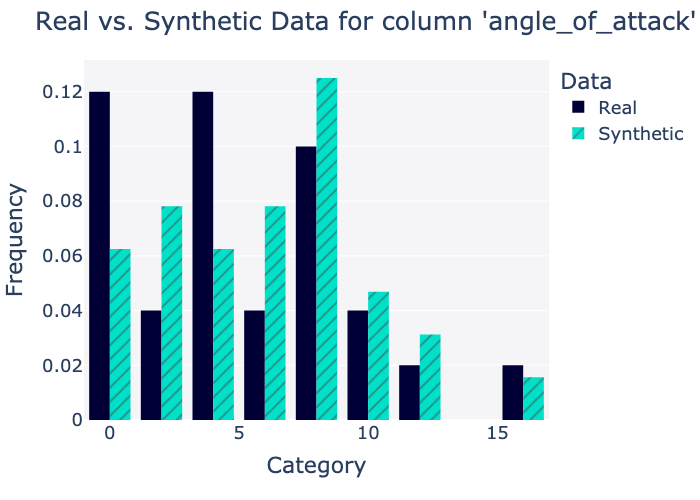 Real vs. Synthetic Data for column 'angle_of_attack'
Data
Real
Synthetic
0.12
0.1
0.08
0.06
0.04
0.02
0
Frequency
0
5
10
15
Category